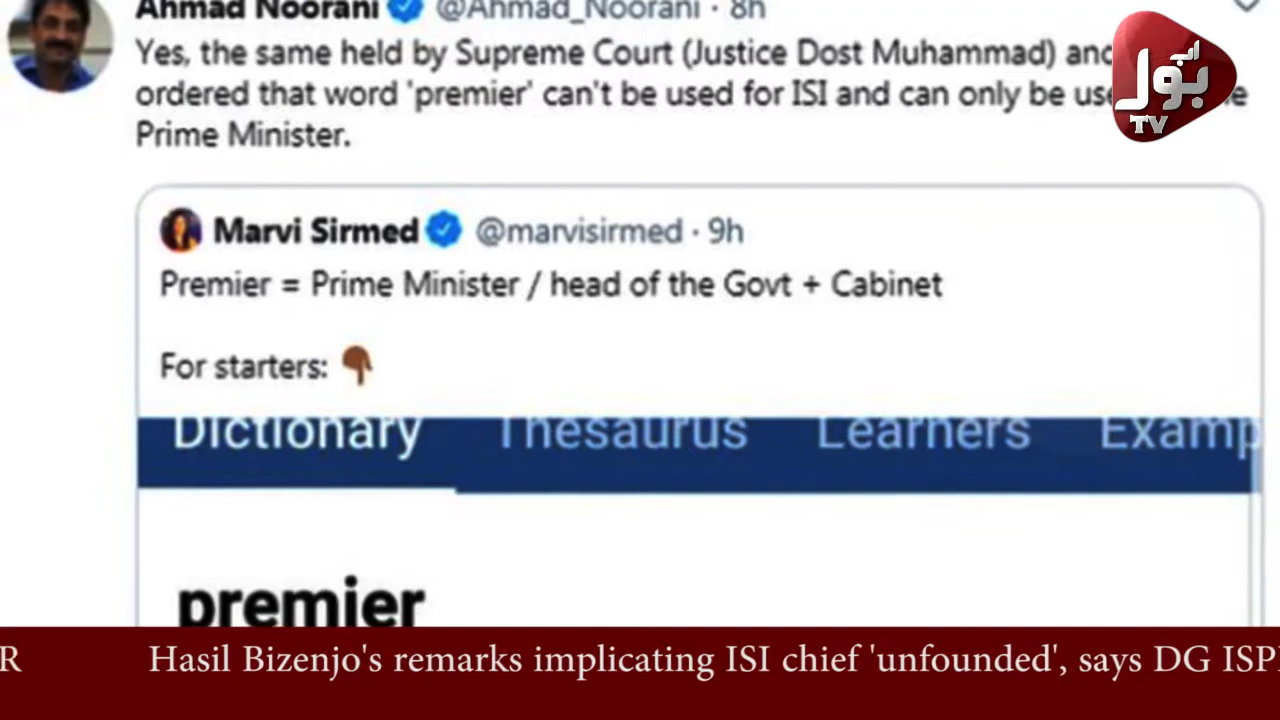 Ahmad Noorani @Ahmad_Noorani · 8h
Yes, the same held by Supreme Court (Justice Dost Muhammad) and
ordered that word 'premier' can't be used for ISI and can only be
Prime Minister.
بول
TV
Marvi Sirmed @marvisirmed · 9h
Premier = Prime Minister / head of the Govt + Cabinet
For starters: 👇🏾
Dictionary Thesaurus Learners Examp
premier
R Hasil Bizenjo's remarks implicating ISI chief 'unfounded', says DG ISP